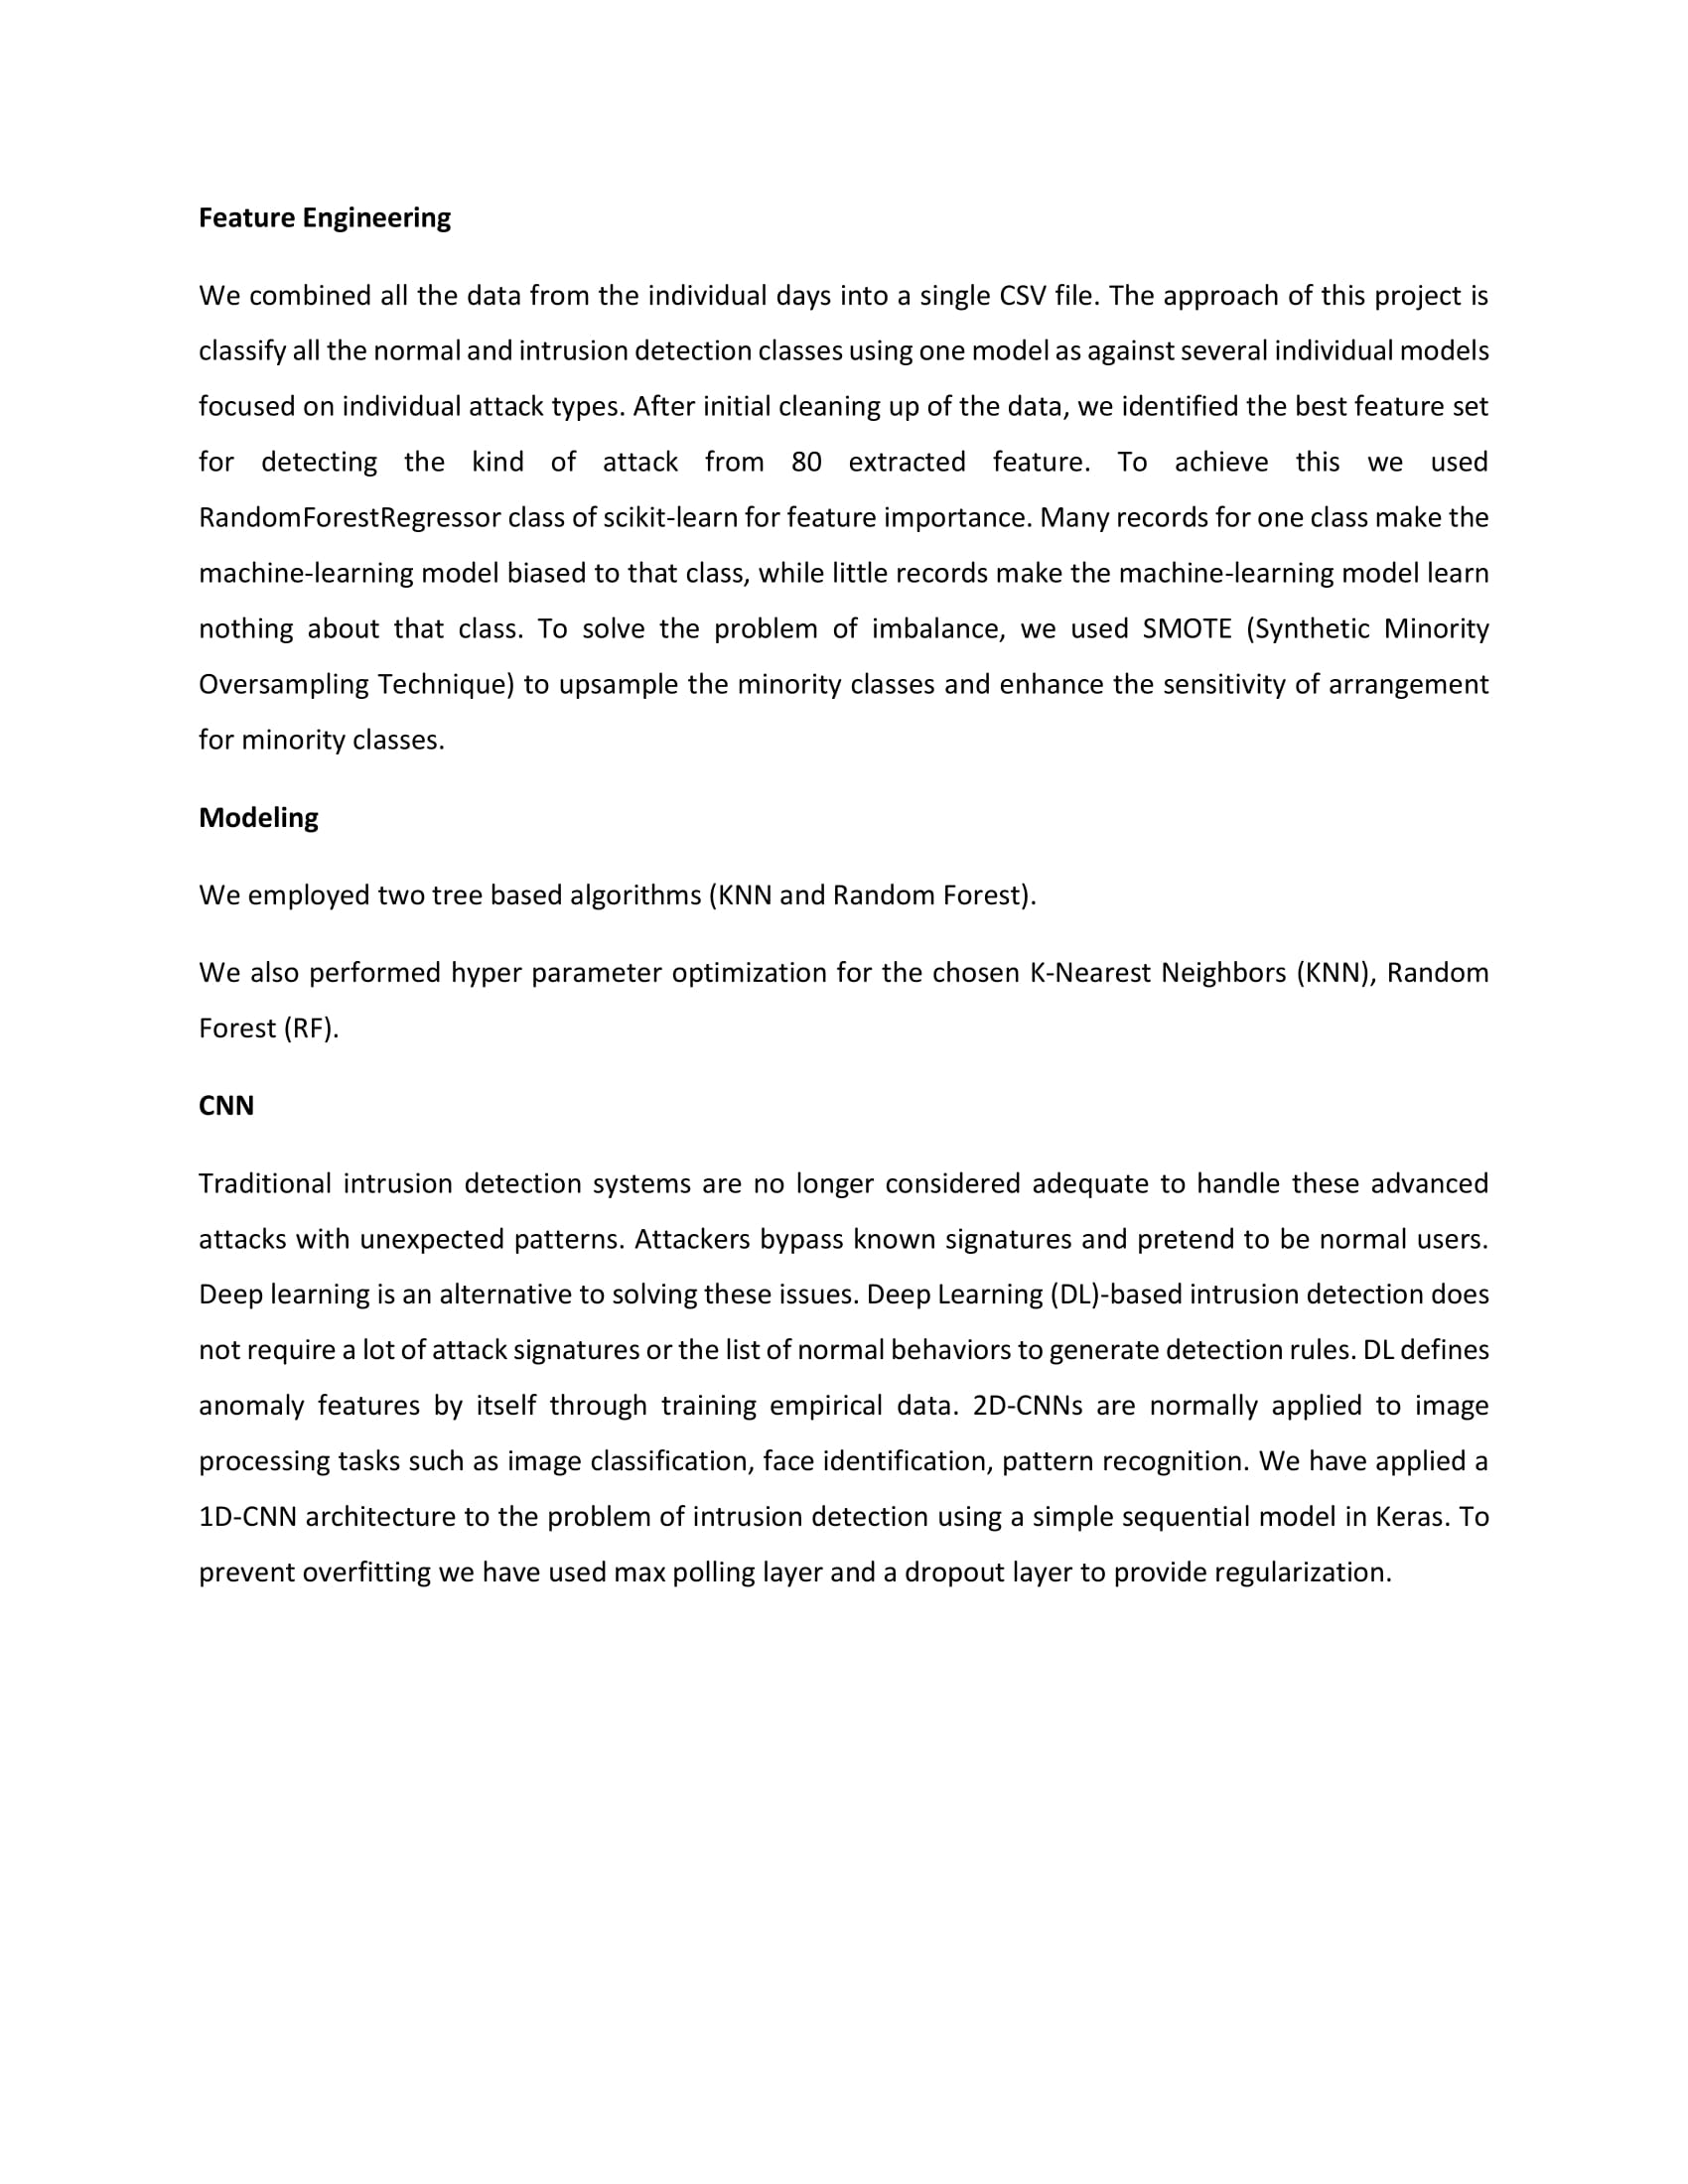 Feature Engineering
We combined all the data from the individual days into a single CSV file. The approach of this project is
classify all the normal and intrusion detection classes using one model as against several individual models
focused on individual attack types. After initial cleaning up of the data, we identified the best feature set
for detecting the kind of attack from 80 extracted feature. To achieve this we used
RandomForestRegressor class of scikit-learn for feature importance. Many records for one class make the
machine-learning model biased to that class, while little records make the machine-learning model learn
nothing about that class. To solve the problem of imbalance, we used SMOTE (Synthetic Minority
Oversampling Technique) to upsample the minority classes and enhance the sensitivity of arrangement
for minority classes.
Modeling
We employed two tree based algorithms (KNN and Random Forest).
We also performed hyper parameter optimization for the chosen K-Nearest Neighbors (KNN), Random
Forest (RF).
CNN
Traditional intrusion detection systems are no longer considered adequate to handle these advanced
attacks with unexpected patterns. Attackers bypass known signatures and pretend to be normal users.
Deep learning is an alternative to solving these issues. Deep Learning (DL)-based intrusion detection does
not require a lot of attack signatures or the list of normal behaviors to generate detection rules. DL defines
anomaly features by itself through training empirical data. 2D-CNNs are normally applied to image
processing tasks such as image classification, face identification, pattern recognition. We have applied a
1D-CNN architecture to the problem of intrusion detection using a simple sequential model in Keras. To
prevent overfitting we have used max polling layer and a dropout layer to provide regularization.